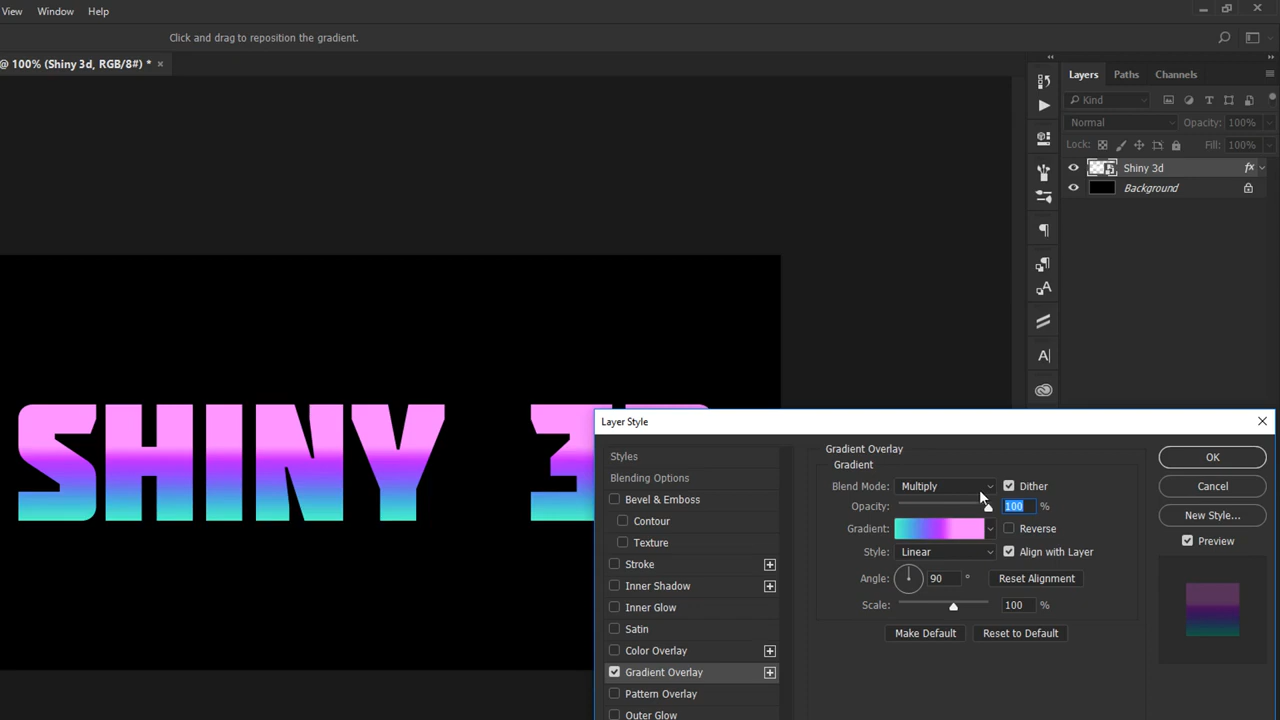 View Window Help
Click and drag to reposition the gradient.
@ 100% (Shiny 3d, RGB/8#) * ×
Layers Paths Channels
Kind
Normal Opacity: 100%
Lock: Fill: 100%
Shiny 3d fx
Background
SHINY 3D
Layer Style
Styles
Blending Options
Bevel & Emboss
Contour
Texture
Stroke
Inner Shadow
Inner Glow
Satin
Color Overlay
Gradient Overlay
Pattern Overlay
Outer Glow
Gradient Overlay
Gradient
Blend Mode: Multiply Dither
Opacity: 100 %
Gradient: Reverse
Style: Linear Align with Layer
Angle: 90 ° Reset Alignment
Scale: 100 %
Make Default Reset to Default
OK
Cancel
New Style...
Preview